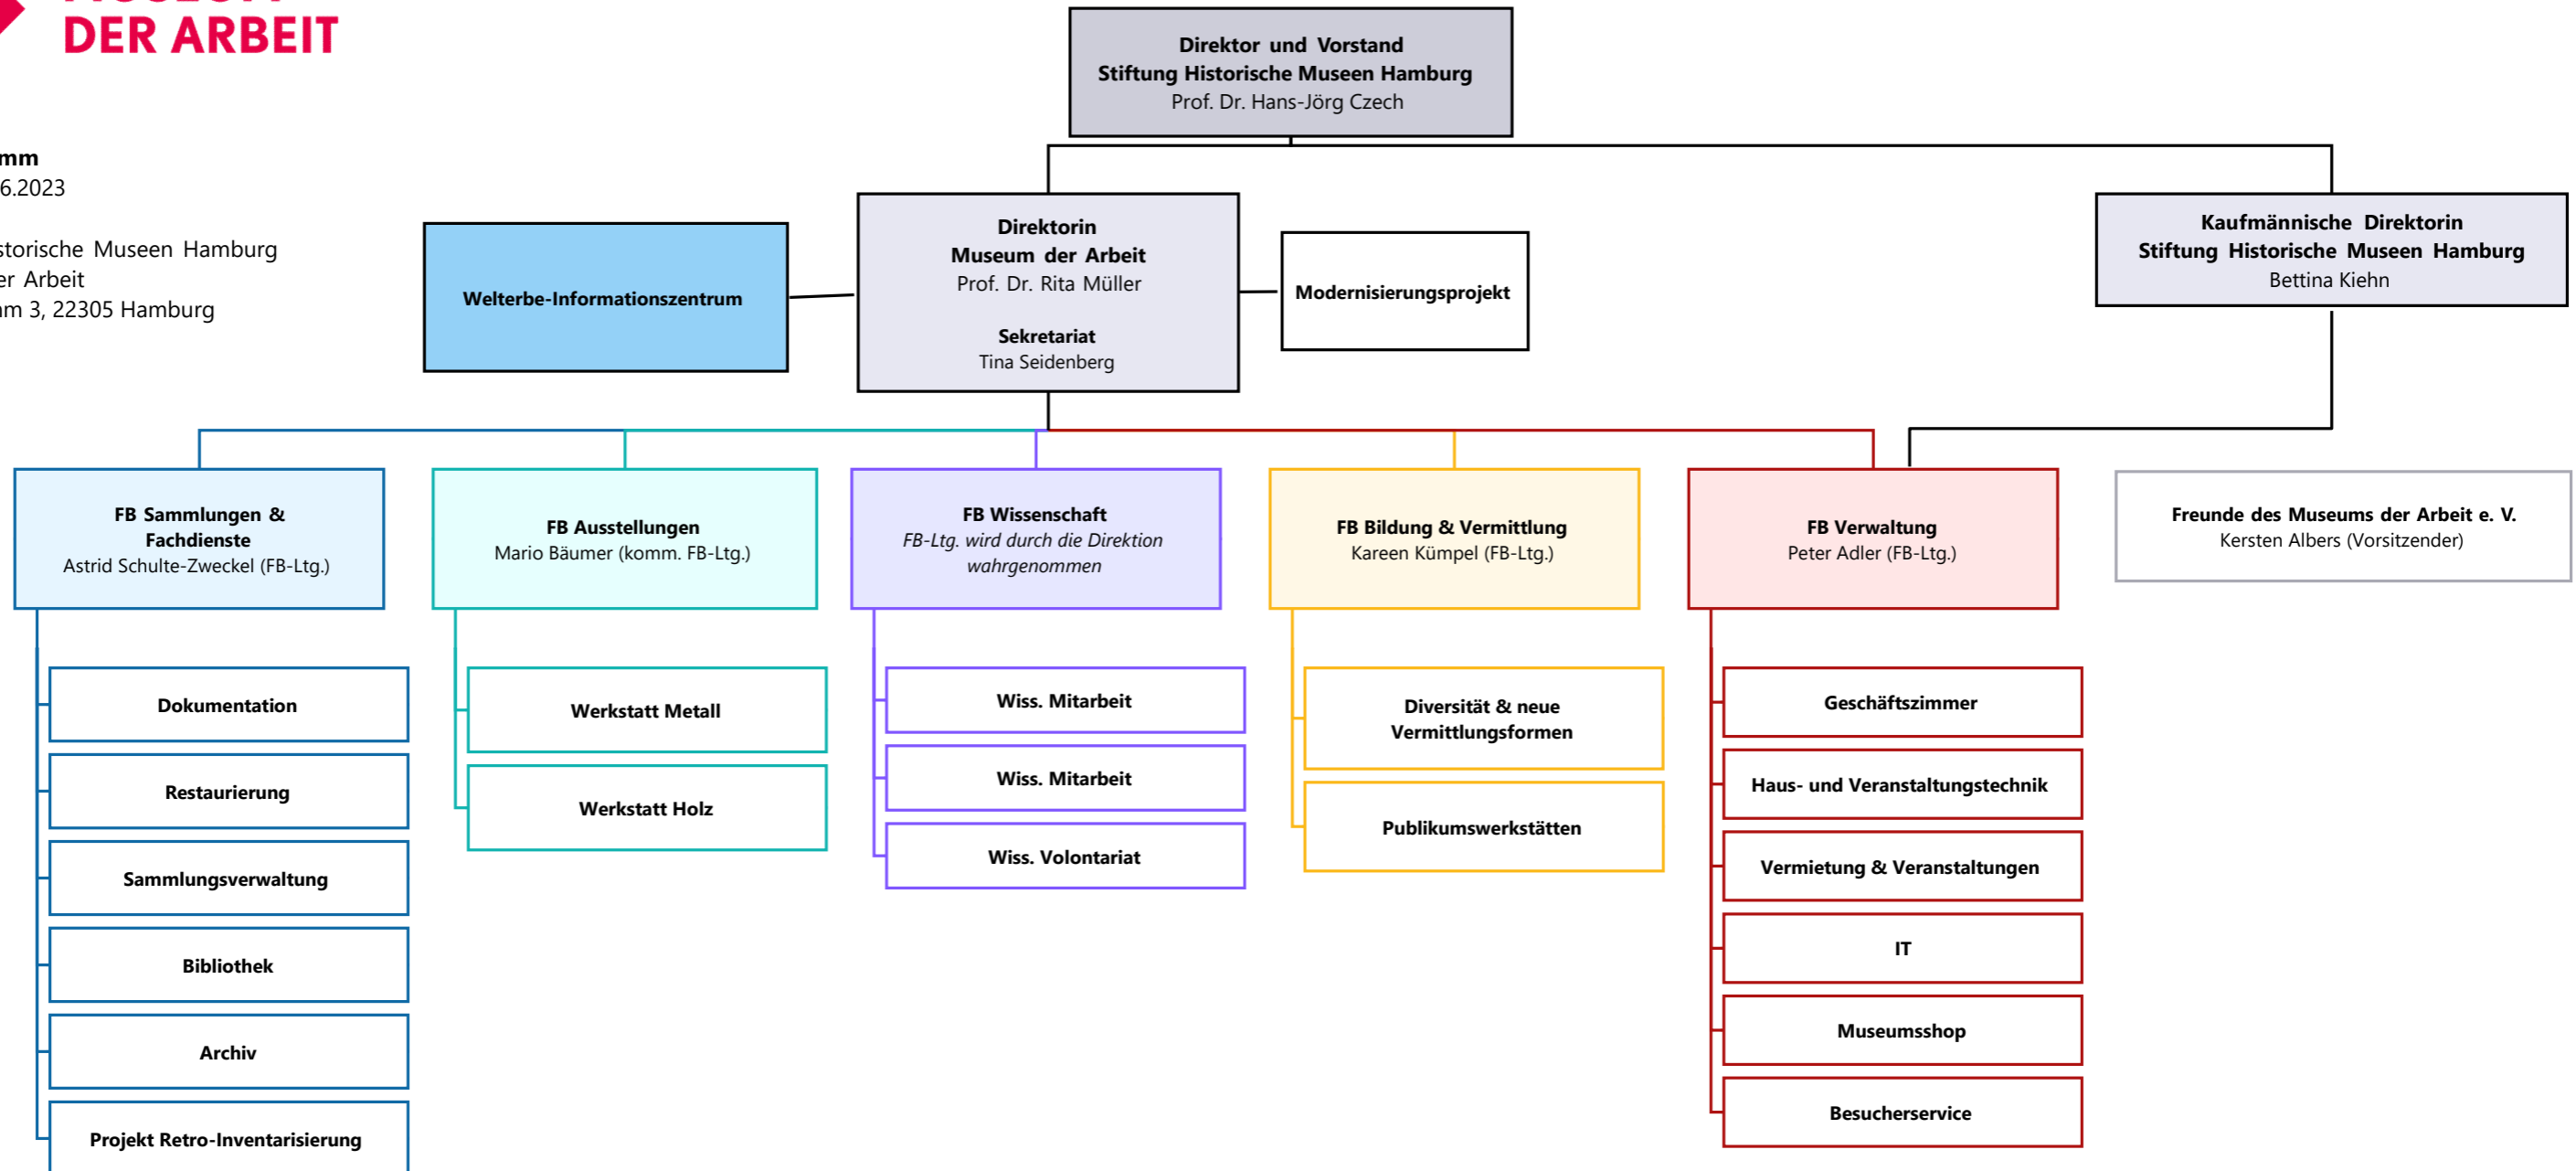 DER ARBEIT
Direktor und Vorstand
Stiftung Historische Museen Hamburg
Prof. Dr. Hans-Jörg Czech
6.2023
Museen Hamburg
Arbeit
3, 22305 Hamburg
Welterbe-Informationszentrum
Direktorin
Museum der Arbeit
Prof. Dr. Rita Müller
Sekretariat
Tina Seidenberg
Modernisierungsprojekt
Kaufmännische Direktorin
Stiftung Historische Museen Hamburg
Bettina Kiehn
FB Sammlungen &
Fachdienste
Astrid Schulte-Zweckel (FB-Ltg.)
FB Ausstellungen
Mario Bäumer (komm. FB-Ltg.)
FB Wissenschaft
FB-Ltg. wird durch die Direktion
wahrgenommen
FB Bildung & Vermittlung
Kareen Kümpel (FB-Ltg.)
FB Verwaltung
Peter Adler (FB-Ltg.)
Freunde des Museums der Arbeit e. V.
Kersten Albers (Vorsitzender)
Dokumentation
Restaurierung
Sammlungsverwaltung
Bibliothek
Archiv
Projekt Retro-Inventarisierung
Werkstatt Metall
Werkstatt Holz
Wiss. Mitarbeit
Wiss. Mitarbeit
Wiss. Volontariat
Diversität & neue
Vermittlungsformen
Publikumswerkstätten
Geschäftszimmer
Haus- und Veranstaltungstechnik
Vermietung & Veranstaltungen
IT
Museumsshop
Besucherservice